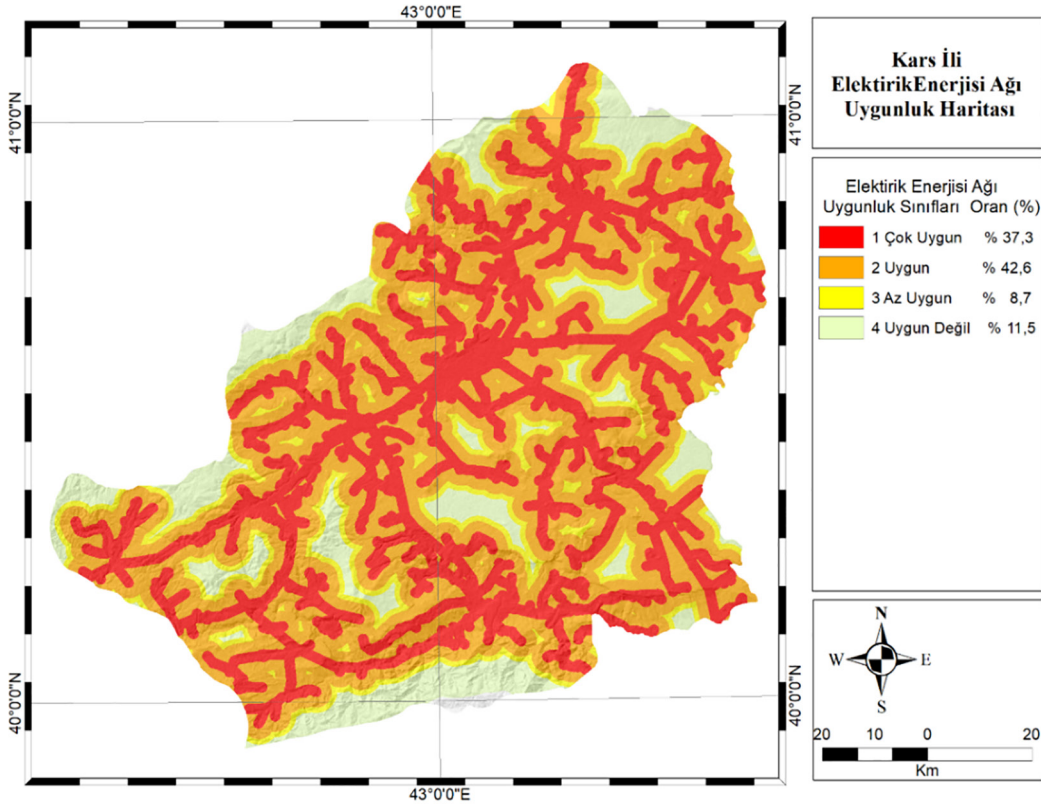 43°0'0"E
41°0'0"N
41°0'0"N
40°0'0"N
40°0'0"N
43°0'0"E
Kars İli
ElektirikEnerjisi Ağı
Uygunluk Haritası
Elektirik Enerjisi Ağı
Uygunluk Sınıfları Oran (%)
1 Çok Uygun % 37,3
2 Uygun % 42,6
3 Az Uygun % 8,7
4 Uygun Değil % 11,5
N
W E
S
20 10 0 20
Km